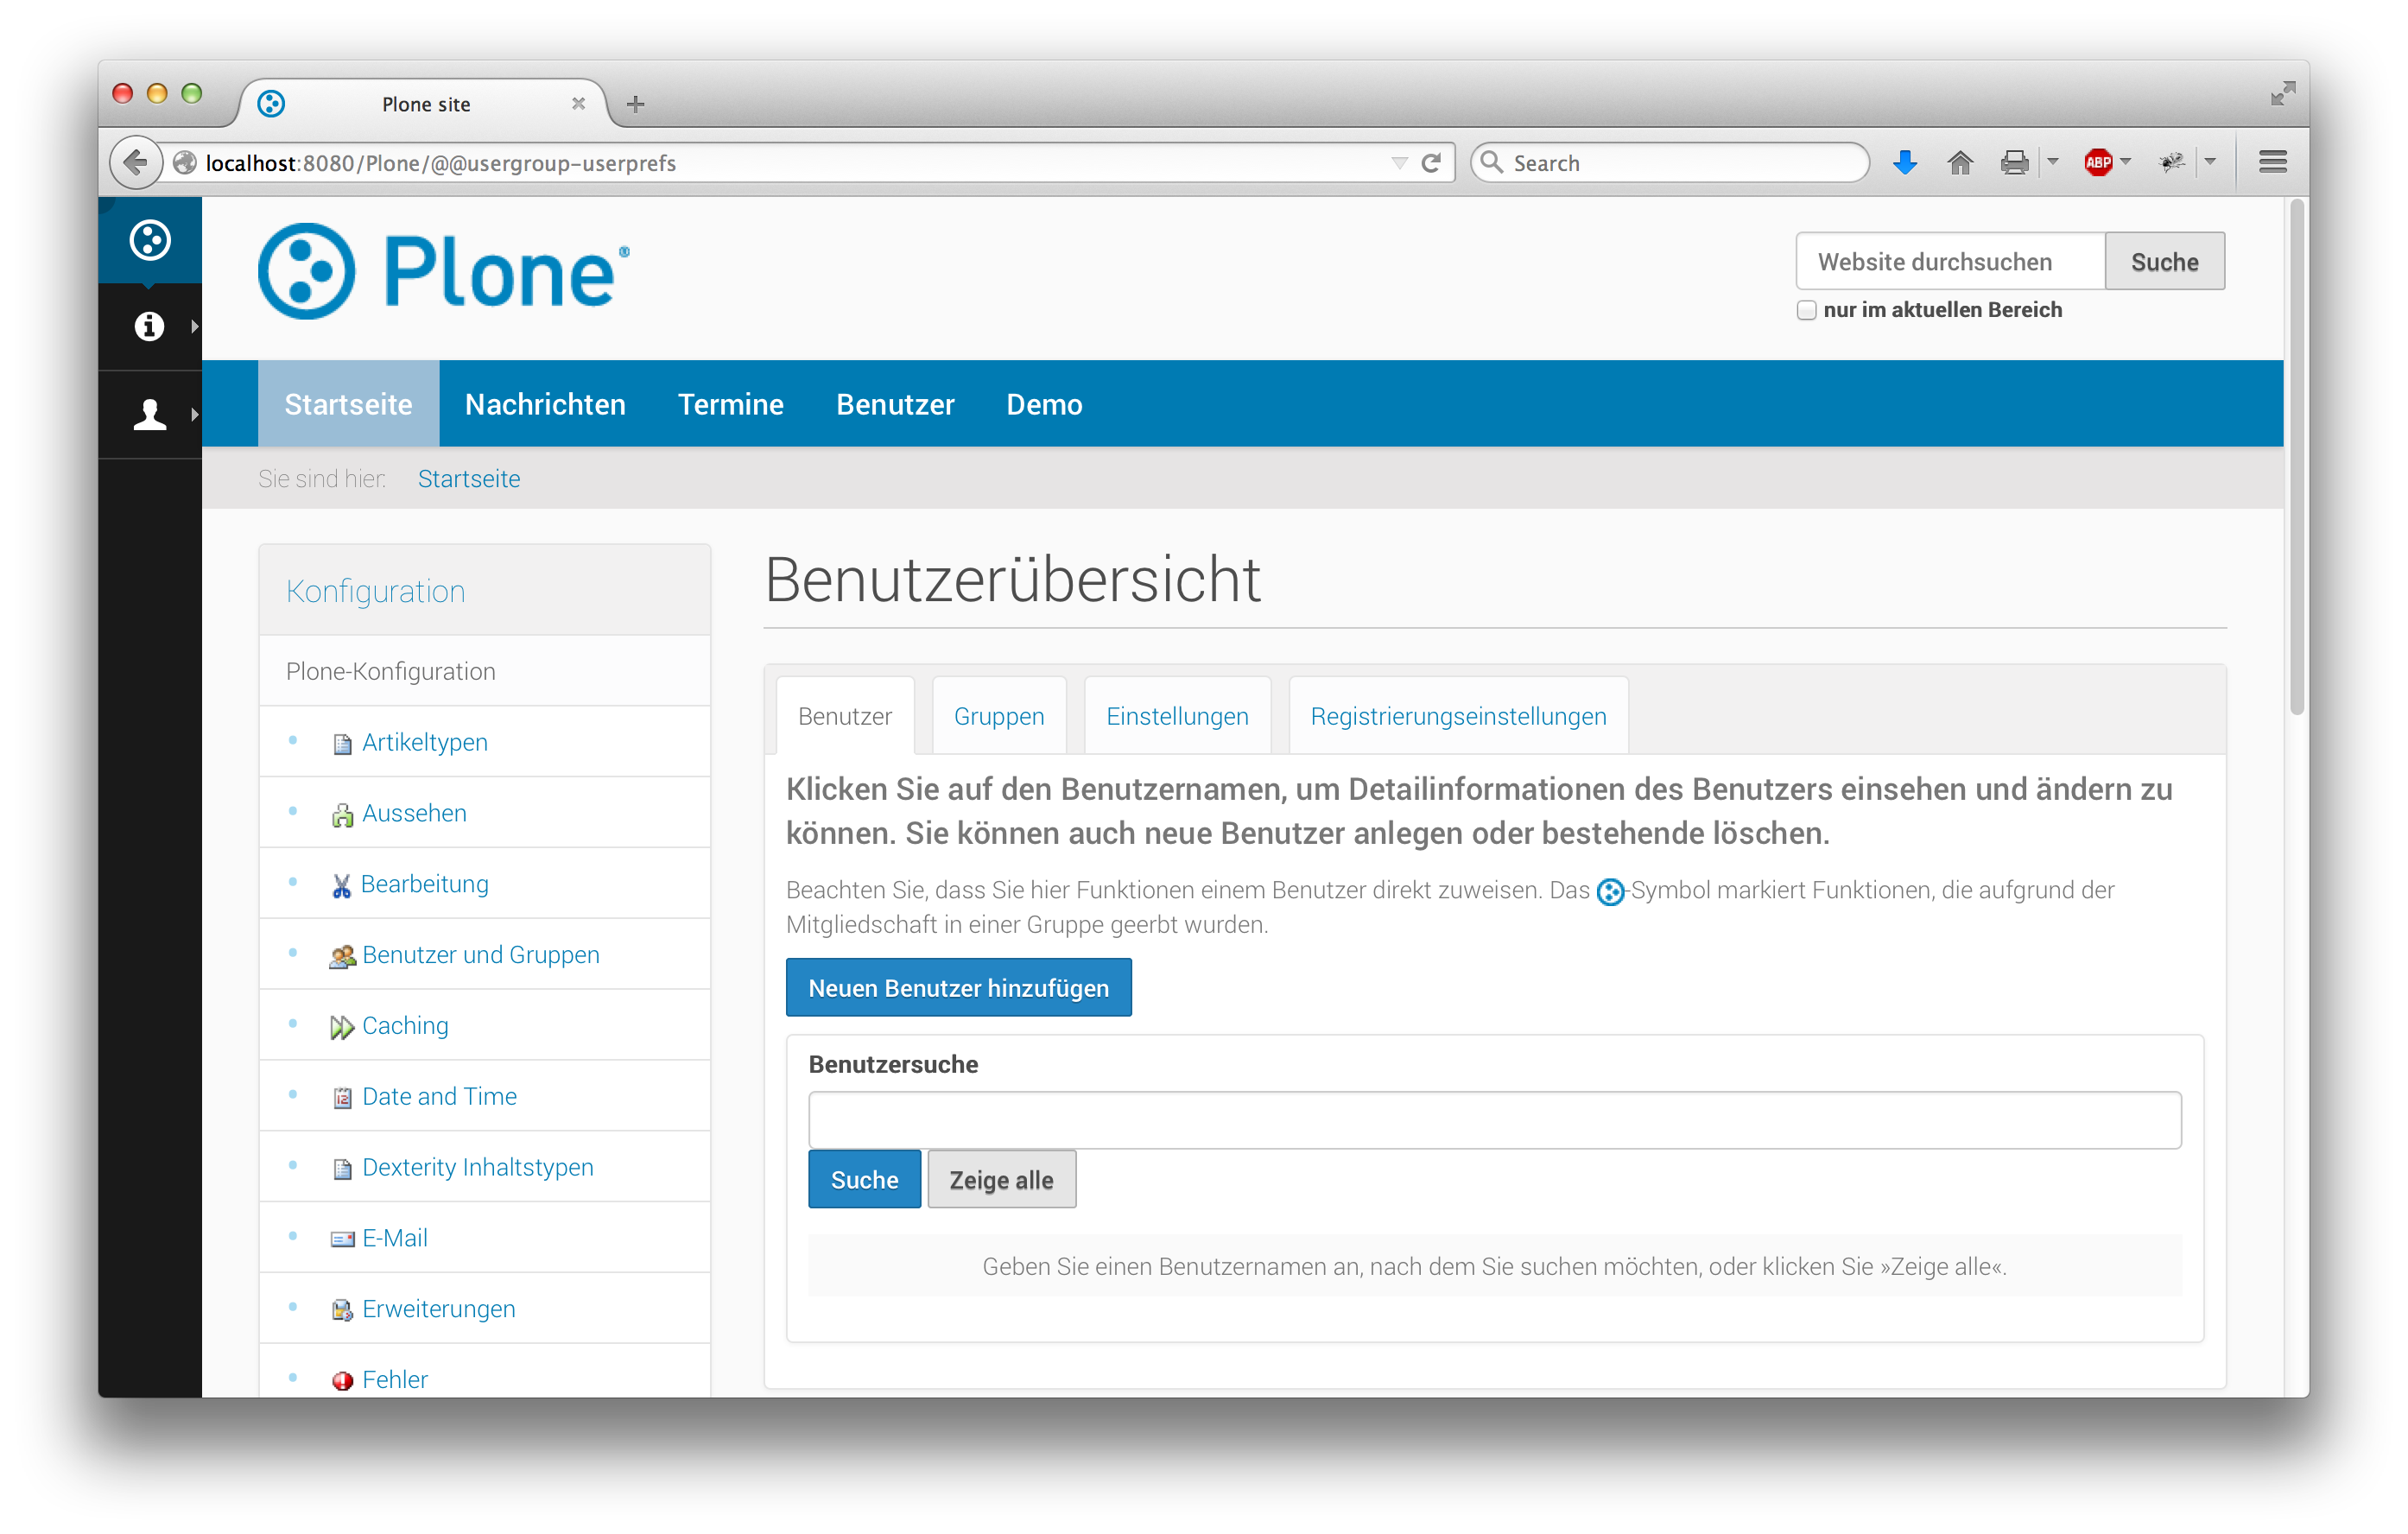 Plone site
localhost:8080/Plone/@@usergroup-userprefs
Search
ABP
Plone®
Website durchsuchen
Suche
nur im aktuellen Bereich
Startseite
Nachrichten
Termine
Benutzer
Demo
Sie sind hier:
Startseite
Konfiguration
Plone-Konfiguration
Artikeltypen
Aussehen
Bearbeitung
Benutzer und Gruppen
Caching
12
Date and Time
Dexterity Inhaltstypen
E-Mail
Erweiterungen
Fehler
Benutzerübersicht
Benutzer
Gruppen
Einstellungen
Registrierungseinstellungen
Klicken Sie auf den Benutzernamen, um Detailinformationen des Benutzers einsehen und ändern zu
können. Sie können auch neue Benutzer anlegen oder bestehende löschen.
Beachten Sie, dass Sie hier Funktionen einem Benutzer direkt zuweisen. Das -Symbol markiert Funktionen, die aufgrund der
Mitgliedschaft in einer Gruppe geerbt wurden.
Neuen Benutzer hinzufügen
Benutzersuche
Suche
Zeige alle
Geben Sie einen Benutzernamen an, nach dem Sie suchen möchten, oder klicken Sie »Zeige alle«.